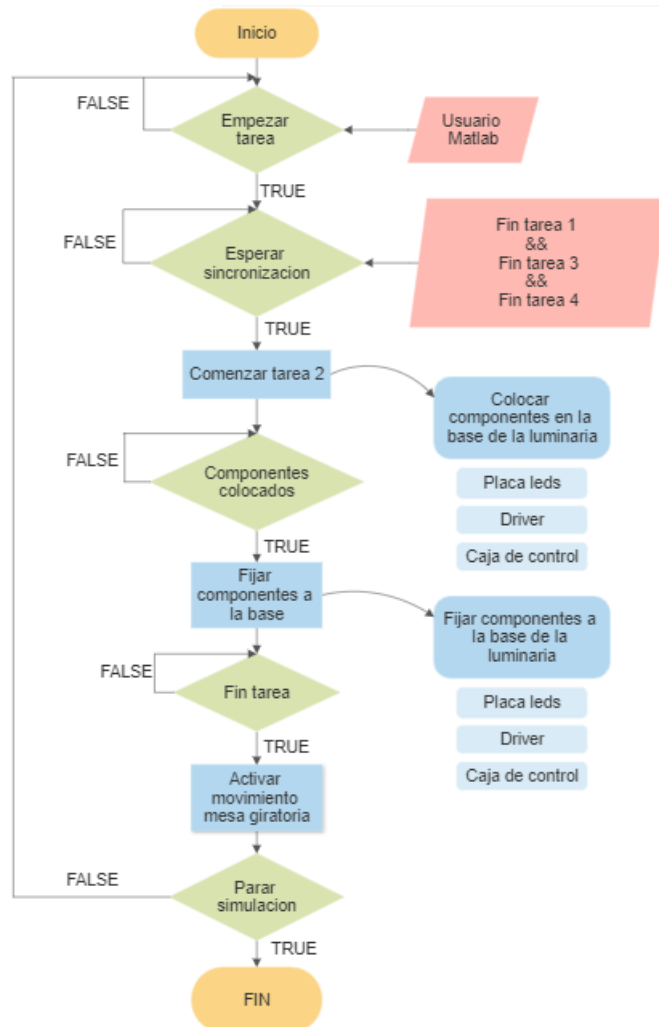 Inicio
FALSE
Empezar
tarea
Usuario
Matlab
TRUE
FALSE
Esperar
sincronizacion
Fin tarea 1
&&
Fin tarea 3
&&
Fin tarea 4
TRUE
Comenzar tarea 2
Colocar
componentes en la
base de la luminaria
FALSE
Componentes
colocados
Placa leds
Driver
Caja de control
TRUE
Fijar
componentes a
la base
Fijar componentes a
la base de la
luminaria
FALSE
Fin tarea
Placa leds
Driver
Caja de control
TRUE
Activar
movimiento
mesa giratoria
FALSE
Parar
simulacion
TRUE
FIN